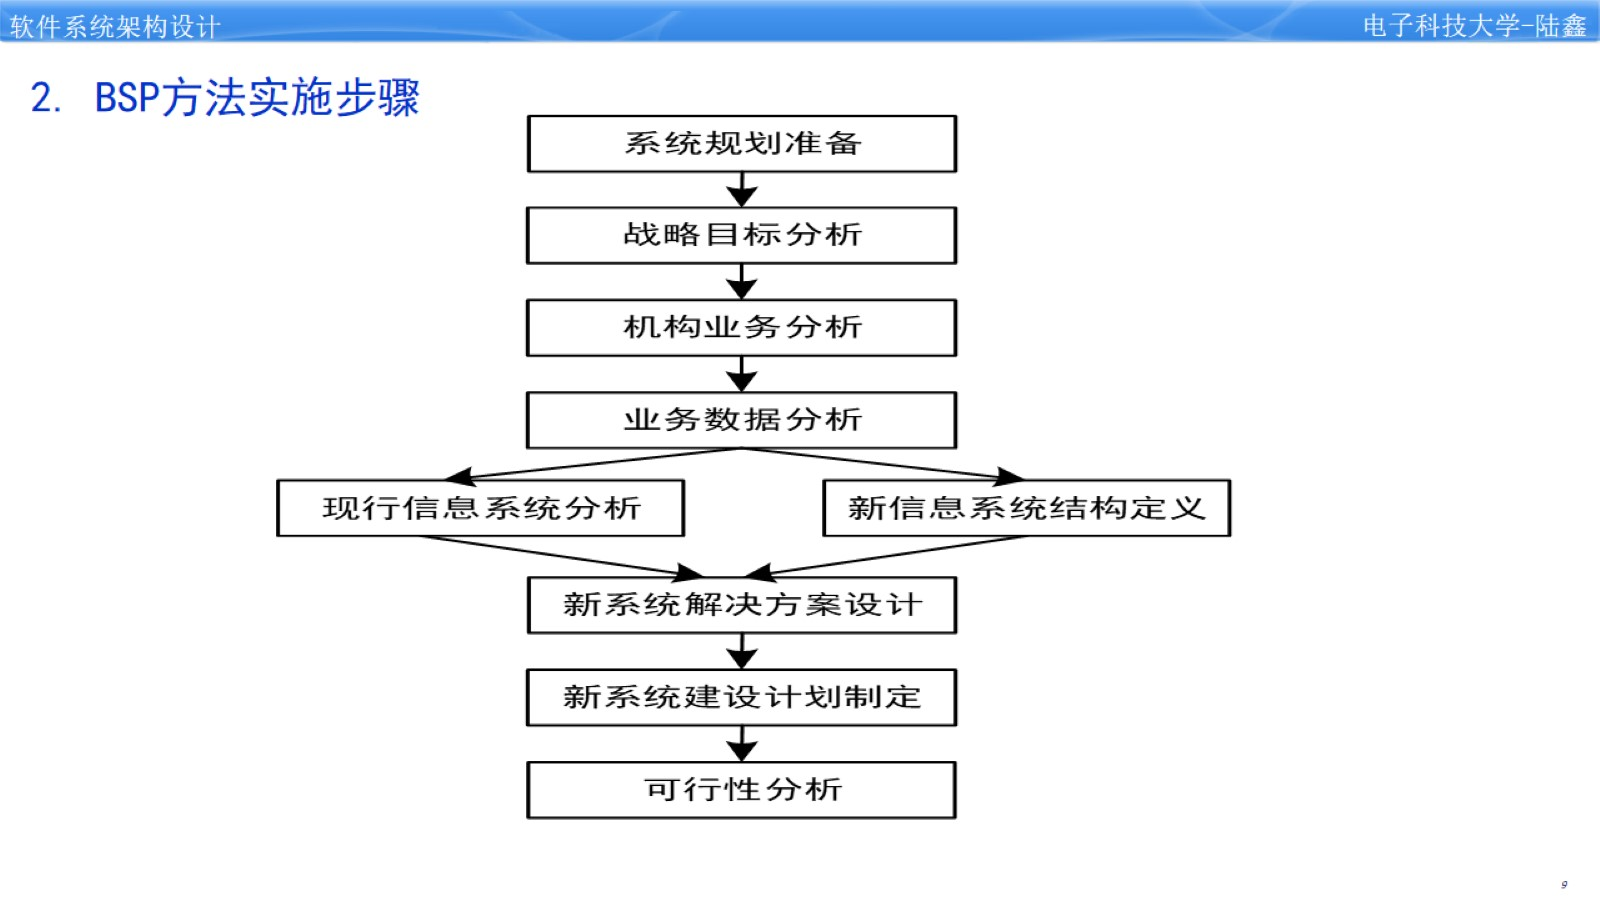 软件系统架构设计
电子科技大学-陆鑫
2. BSP方法实施步骤
系统规划准备
战略目标分析
机构业务分析
业务数据分析
现行信息系统分析
新信息系统结构定义
新系统解决方案设计
新系统建设计划制定
可行性分析
9